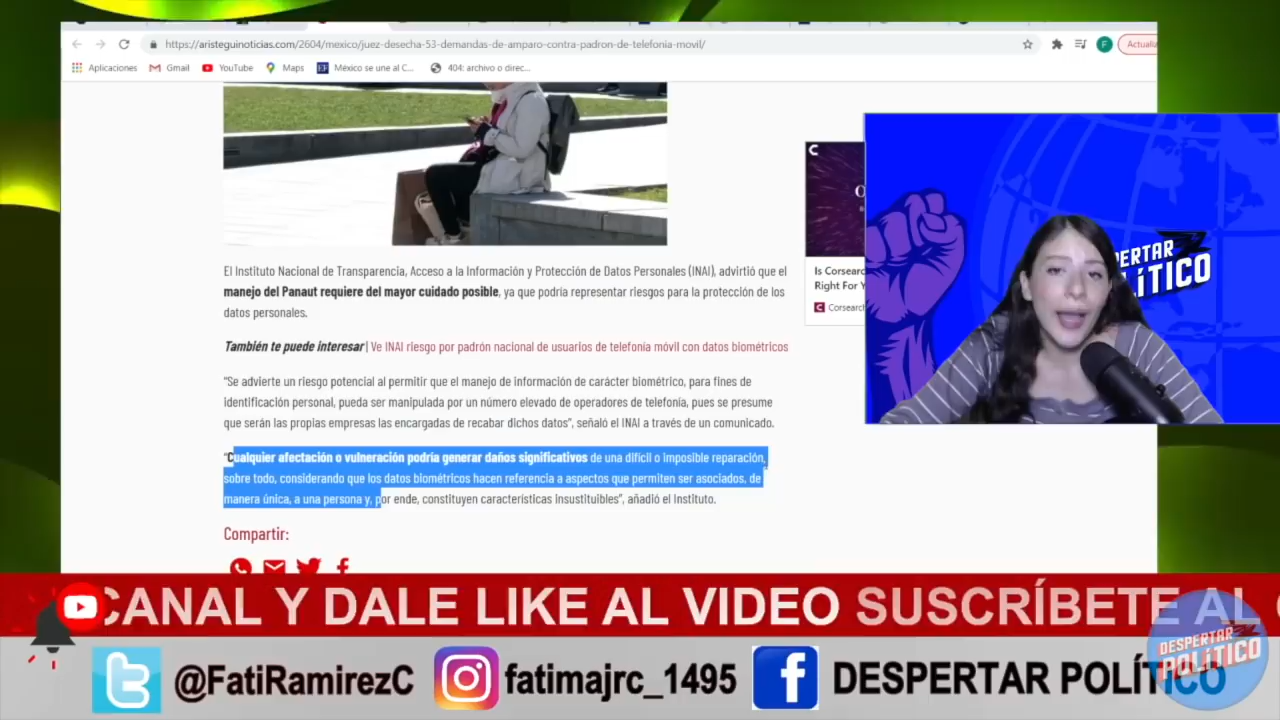 https://aristeguinoticias.com/2604/mexico/juez-desecha-53-demandas-de-amparo-contra-padron-de-telefonia-movil/
F
Actualiz
Aplicaciones
Gmail
YouTube
Maps
EF
México se une al C...
404: archivo o direc...
El Instituto Nacional de Transparencia, Acceso a la Información y Protección de Datos Personales (INAI), advirtió que el
manejo del Panaut requiere del mayor cuidado posible, ya que podría representar riesgos para la protección de los
datos personales.
También te puede interesar | Ve INAI riesgo por padrón nacional de usuarios de telefonía móvil con datos biométricos
“Se advierte un riesgo potencial al permitir que el manejo de información de carácter biométrico, para fines de
identificación personal, pueda ser manipulada por un número elevado de operadores de telefonía, pues se presume
que serán las propias empresas las encargadas de recabar dichos datos”, señaló el INAI a través de un comunicado.
“Cualquier afectación o vulneración podría generar daños significativos de una difícil o imposible reparación,
sobre todo, considerando que los datos biométricos hacen referencia a aspectos que permiten ser asociados, de
manera única, a una persona y, por ende, constituyen características insustituibles”, añadió el Instituto.
Compartir:
Is Corsearc
Right For Y
Corsearch
PERTAR
LÍTICO
CANAL Y DALE LIKE AL VIDEO SUSCRÍBETE AL
@FatiRamirezC
fatimajrc_1495
DESPERTAR POLÍTICO
DESPERTAR
POLÍTICO